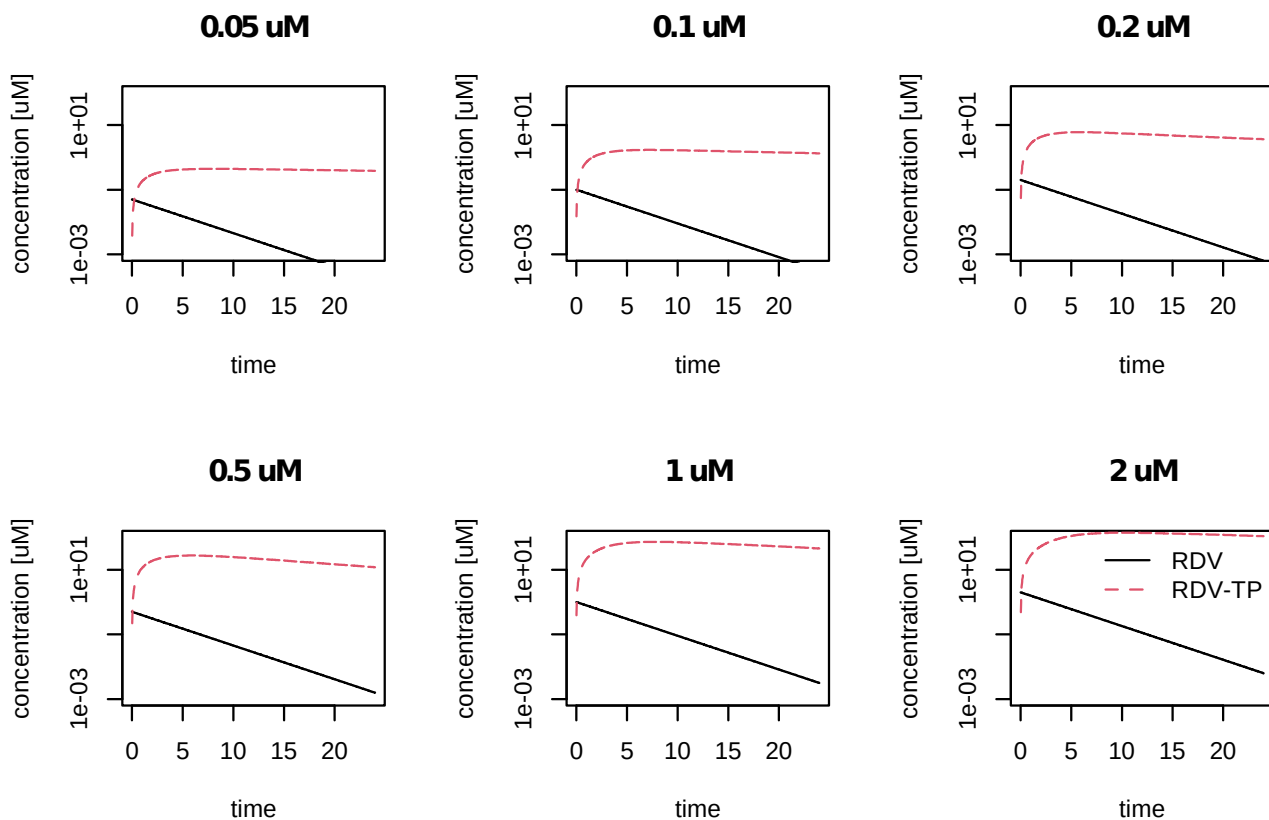 0.05 uM
concentration [uM]
1e+01
1e-03
0 5 10 15 20
time
0.1 uM
concentration [uM]
1e+01
1e-03
0 5 10 15 20
time
0.2 uM
concentration [uM]
1e+01
1e-03
0 5 10 15 20
time
0.5 uM
concentration [uM]
1e+01
1e-03
0 5 10 15 20
time
1 uM
concentration [uM]
1e+01
1e-03
0 5 10 15 20
time
2 uM
concentration [uM]
1e+01
1e-03
RDV
RDV-TP
0 5 10 15 20
time